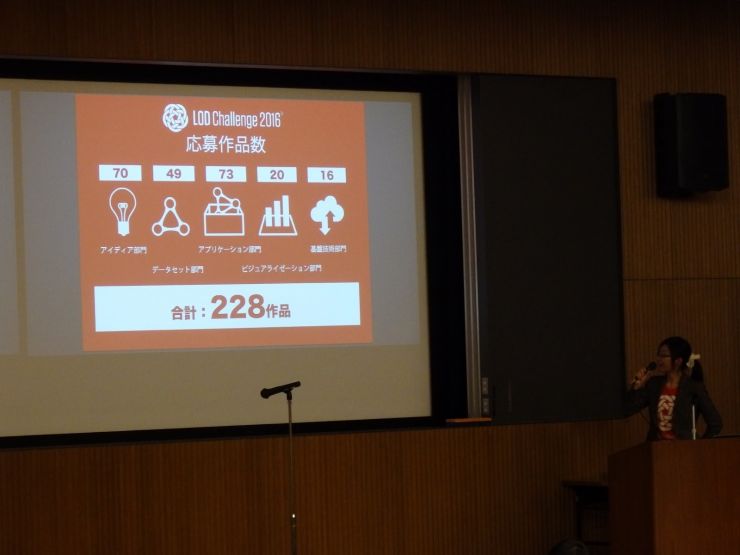 LOD Challenge 2016
応募作品数
70 49 73 20 16
アイディア部門 アプリケーション部門 基盤技術部門
データセット部門 ビジュアライゼーション部門
合計：228作品